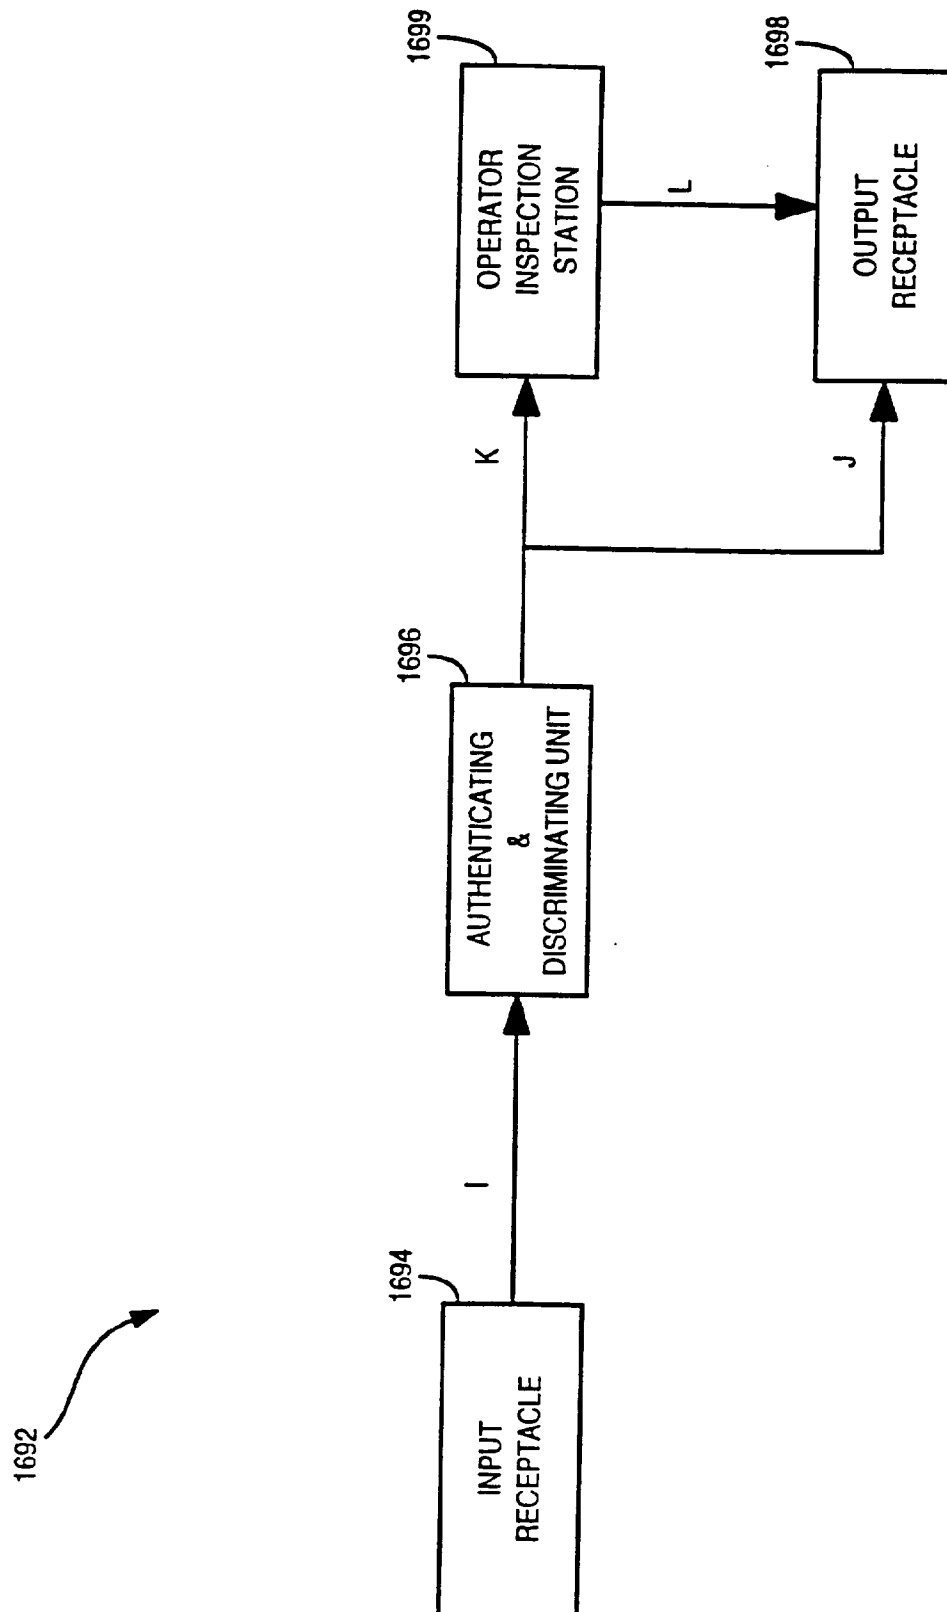 1692
1694
INPUT
RECEPTACLE
I
1696
AUTHENTICATING
&
DISCRIMINATING UNIT
K
J
1699
OPERATOR
INSPECTION
STATION
L
1698
OUTPUT
RECEPTACLE